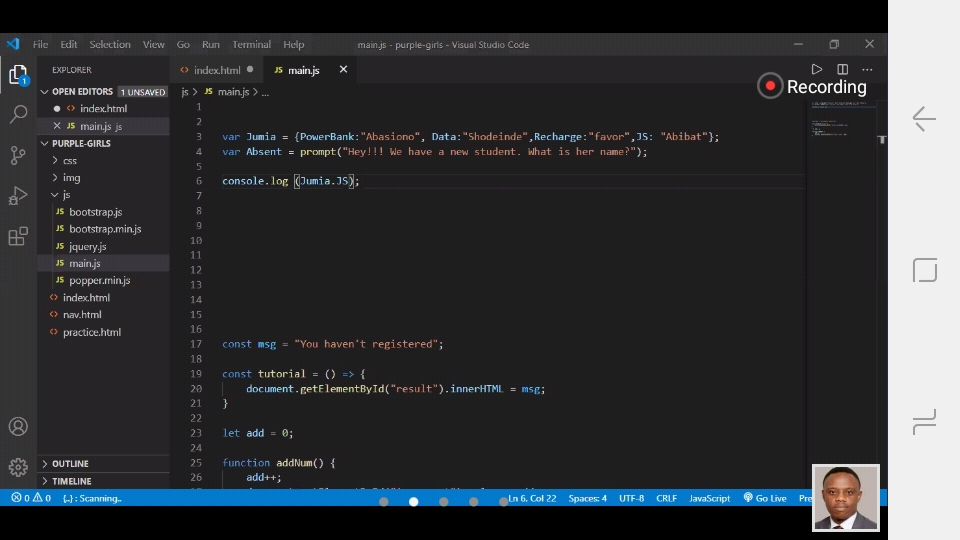 File Edit Selection View Go Run Terminal Help main.js - purple-girls - Visual Studio Code
EXPLORER
index.html
main.js
OPEN EDITORS 1 UNSAVED
js > JS main.js > ...
Recording
index.html
JS main.js js
PURPLE-GIRLS
css
img
js
JS bootstrap.js
JS bootstrap.min.js
JS jquery.js
JS main.js
JS popper.min.js
index.html
nav.html
practice.html
OUTLINE
TIMELINE
1
2
3 var Jumia = {PowerBank:"Abasiono", Data:"Shodeinde",Recharge:"favor",JS: "Abibat"};
4 var Absent = prompt("Hey!!! We have a new student. What is her name?");
5
6 console.log (Jumia.JS);
7
8
9
10
11
12
13
14
15
16
17 const msg = "You haven't registered";
18
19 const tutorial = () => {
20 document.getElementById("result").innerHTML = msg;
21 }
22
23 let add = 0;
24
25 function addNum() {
26 add++;
0 0 {..} : Scanning.. Ln 6, Col 22 Spaces: 4 UTF-8 CRLF JavaScript Go Live